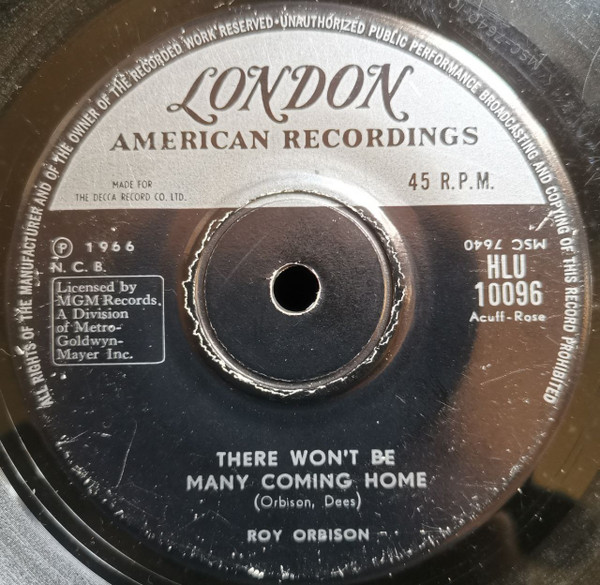 ALL RIGHTS OF THE MANUFACTURER AND OF THE OWNER OF THE RECORDED WORK RESERVED·UNAUTHORIZED PUBLIC PERFORMANCE BROADCASTING AND COPYING OF THIS RECORD PROHIBITED
LONDON
AMERICAN RECORDINGS
MADE FOR
THE DECCA RECORD CO. LTD.
45 R.P.M.
Ⓟ 1966
N.C.B.
Licensed by
MGM Records,
A Division
of Metro-
Goldwyn-
Mayer Inc.
MSC 7640
HLU
10096
Acuff-Rose
THERE WON'T BE
MANY COMING HOME
(Orbison, Dees)
ROY ORBISON